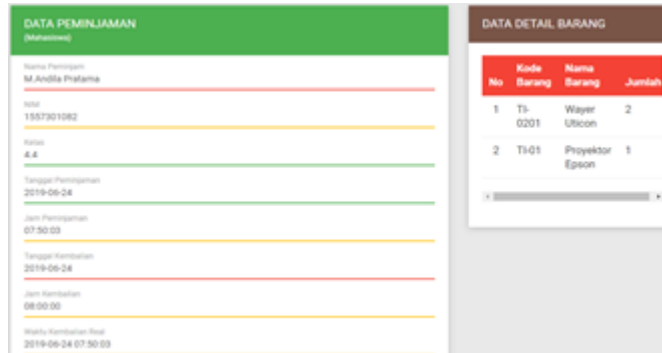 DATA PEMINJAMAN
(Mahasiswa)
Nama Peminjam
M.Andila Pratama
NIM
1557301082
Kelas
4.4
Tanggal Peminjaman
2019-06-24
Jam Peminjaman
07:50:03
Tanggal Kembalian
2019-06-24
Jam Kembalian
08:00:00
Waktu Kembalian Real
2019-06-24 07:50:03
DATA DETAIL BARANG
No Kode Barang Nama Barang Jumlah
1 TI-0201 Wayer Uticon 2
2 TI-01 Proyektor Epson 1